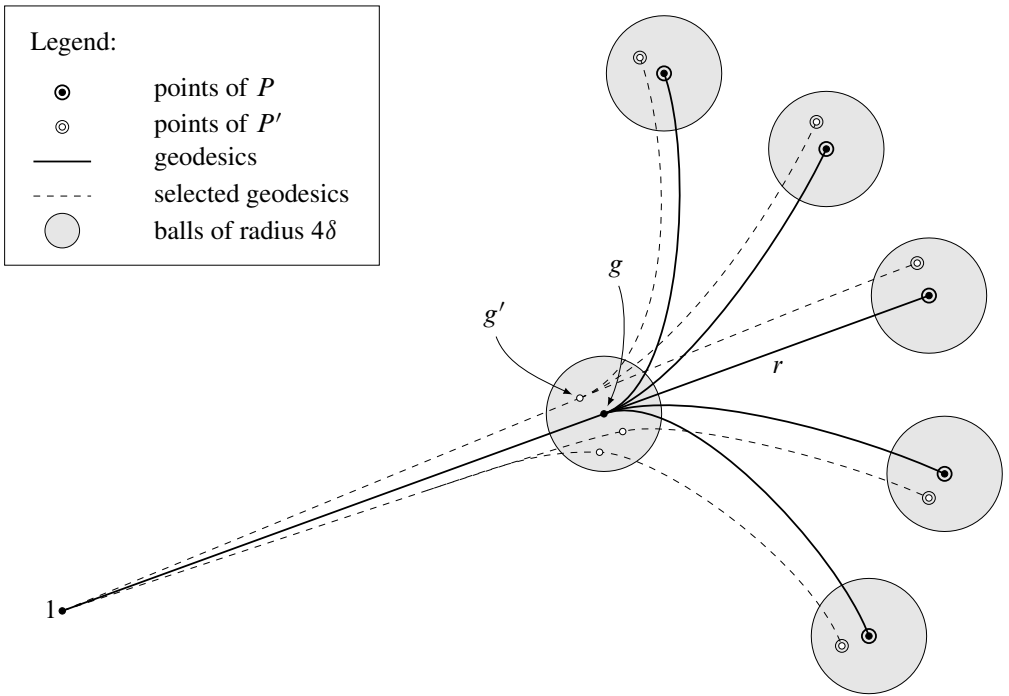 Legend:
points of P
points of P′
geodesics
selected geodesics
balls of radius 4δ
g
g′
r
1